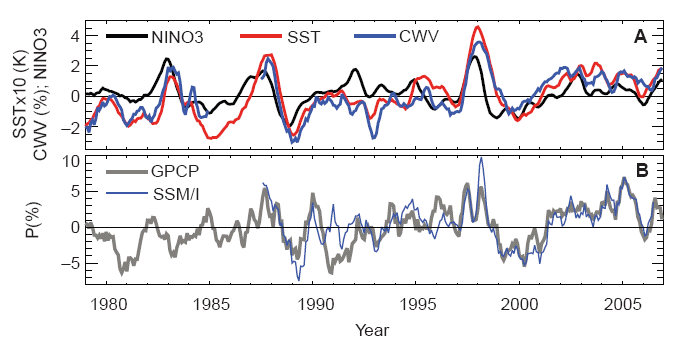 SSTx10 (K)
CWV (%); NINO3
4
2
0
−2
NINO3
SST
CWV
A
P(%)
10
5
0
−5
GPCP
SSM/I
B
1980
1985
1990
1995
2000
2005
Year